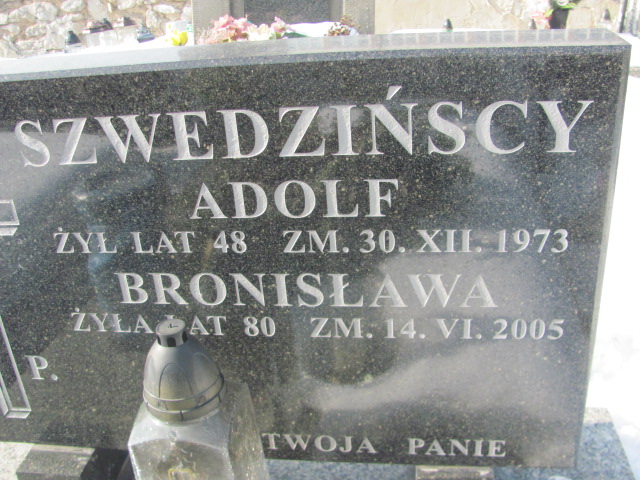 SZWEDZIŃSCY
ADOLF
ŻYŁ LAT 48 ZM. 30. XII. 1973
BRONISŁAWA
ŻYŁA LAT 80 ZM. 14. VI. 2005
P.
TWOJA PANIE